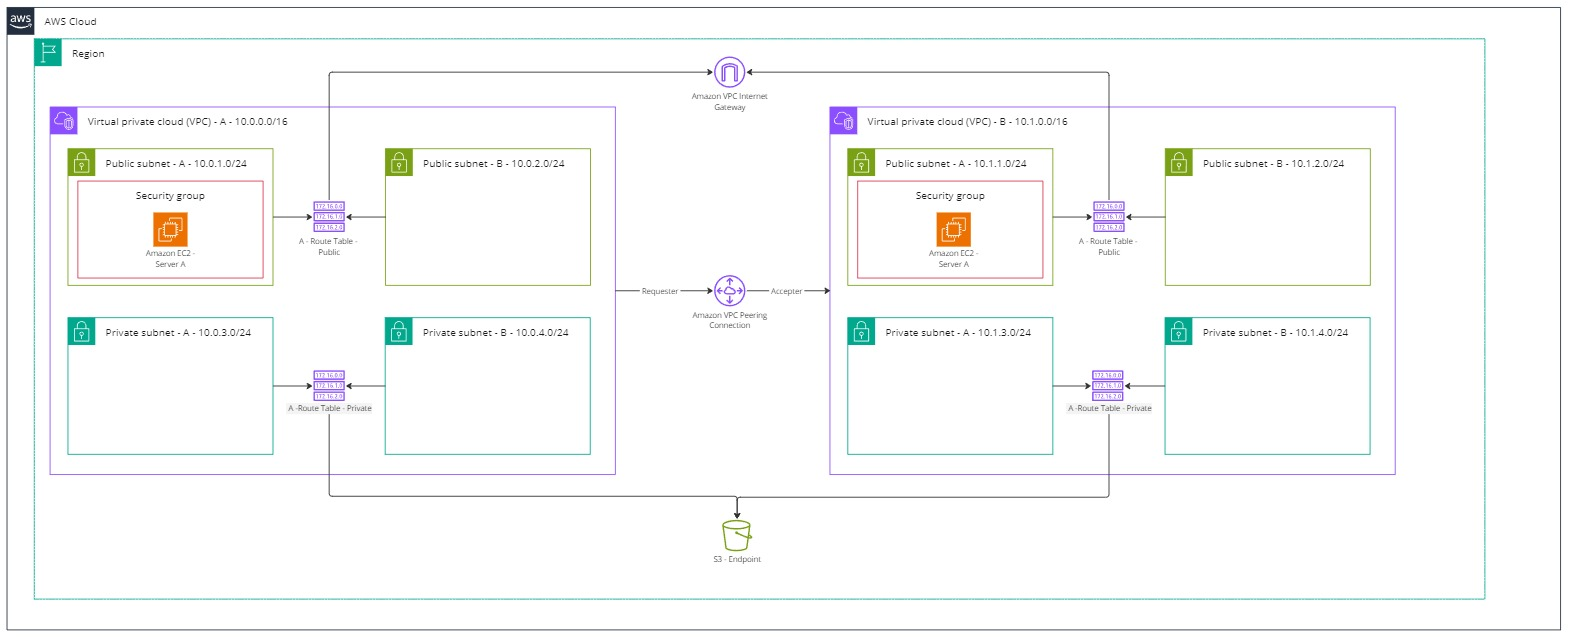 aws
AWS Cloud
Region
Amazon VPC Internet
Gateway
Virtual private cloud (VPC) - A - 10.0.0.0/16
Public subnet - A - 10.0.1.0/24
Security group
Amazon EC2 -
Server A
172.16.0.0
172.16.1.0
172.16.2.0
A - Route Table -
Public
Public subnet - B - 10.0.2.0/24
Private subnet - A - 10.0.3.0/24
172.16.0.0
172.16.1.0
172.16.2.0
A -Route Table - Private
Private subnet - B - 10.0.4.0/24
Requester
Amazon VPC Peering
Connection
Accepter
Virtual private cloud (VPC) - B - 10.1.0.0/16
Public subnet - A - 10.1.1.0/24
Security group
Amazon EC2 -
Server A
172.16.0.0
172.16.1.0
172.16.2.0
A - Route Table -
Public
Public subnet - B - 10.1.2.0/24
Private subnet - A - 10.1.3.0/24
172.16.0.0
172.16.1.0
172.16.2.0
A -Route Table - Private
Private subnet - B - 10.1.4.0/24
S3 - Endpoint